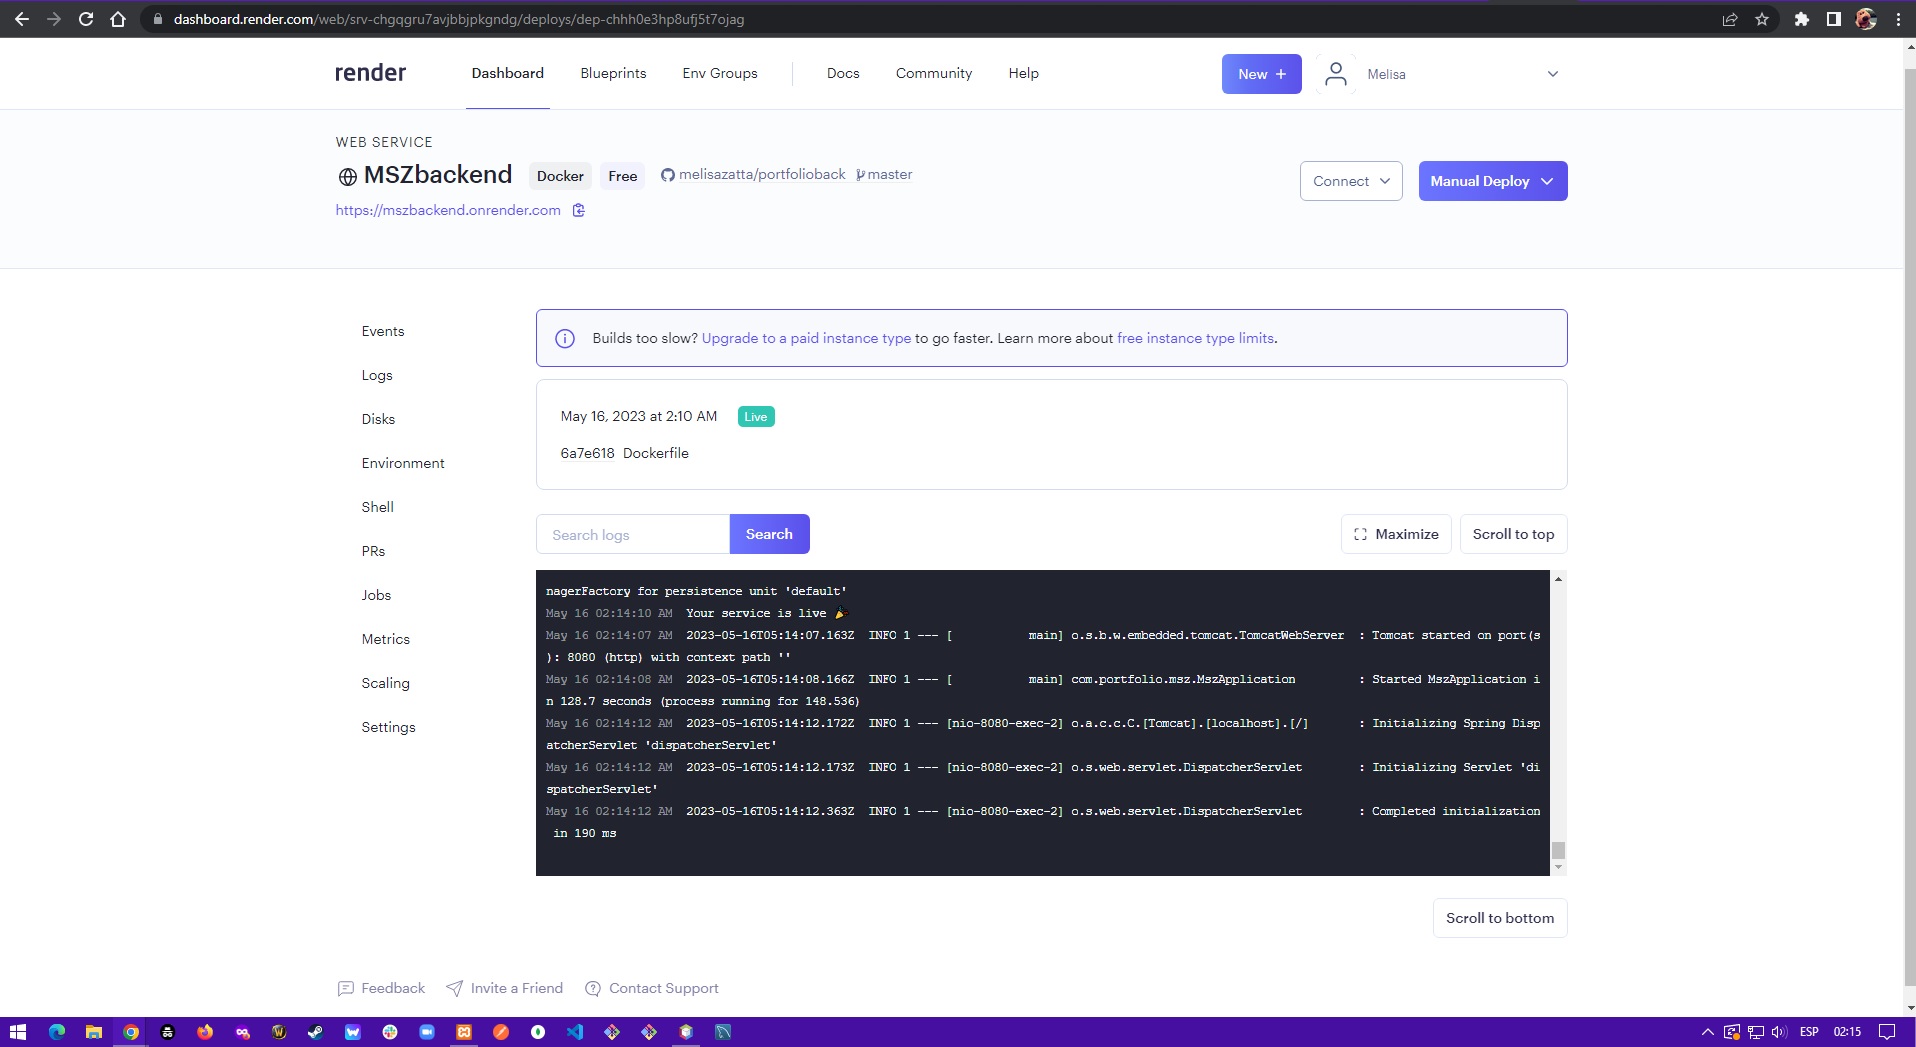 dashboard.render.com/web/srv-chgqgru7avjbbjpkgndg/deploys/dep-chhh0e3hp8ufj5t7ojag
render
Dashboard
Blueprints
Env Groups
Docs
Community
Help
New +
Melisa
WEB SERVICE
MSZbackend
Docker
Free
melisazatta/portfolioback
master
Connect
Manual Deploy
https://mszbackend.onrender.com
Events
Logs
Disks
Environment
Shell
PRs
Jobs
Metrics
Scaling
Settings
Builds too slow? Upgrade to a paid instance type to go faster. Learn more about free instance type limits.
May 16, 2023 at 2:10 AM
Live
6a7e618 Dockerfile
Search logs
Search
Maximize
Scroll to top
nagerFactory for persistence unit 'default'
May 16 02:14:10 AM Your service is live 🎉
May 16 02:14:07 AM 2023-05-16T05:14:07.163Z INFO 1 --- [ main] o.s.b.w.embedded.tomcat.TomcatWebServer : Tomcat started on port(s
): 8080 (http) with context path ''
May 16 02:14:08 AM 2023-05-16T05:14:08.166Z INFO 1 --- [ main] com.portfolio.msz.MszApplication : Started MszApplication i
n 128.7 seconds (process running for 148.536)
May 16 02:14:12 AM 2023-05-16T05:14:12.172Z INFO 1 --- [nio-8080-exec-2] o.a.c.c.C.[Tomcat].[localhost].[/] : Initializing Spring Disp
atcherServlet 'dispatcherServlet'
May 16 02:14:12 AM 2023-05-16T05:14:12.173Z INFO 1 --- [nio-8080-exec-2] o.s.web.servlet.DispatcherServlet : Initializing Servlet 'di
spatcherServlet'
May 16 02:14:12 AM 2023-05-16T05:14:12.363Z INFO 1 --- [nio-8080-exec-2] o.s.web.servlet.DispatcherServlet : Completed initialization
in 190 ms
Scroll to bottom
Feedback
Invite a Friend
Contact Support
ESP
02:15